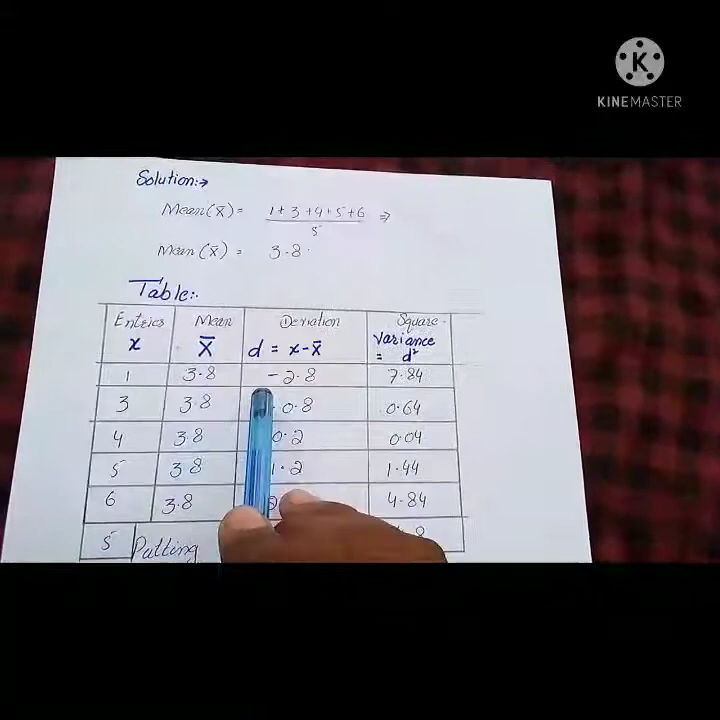 KINEMASTER
Solution:→
Mean(x̄)= 1+3+4+5+6 ⇒
5
Mean(x̄) = 3.8
Table:.
Entries Mean Deviation Square
x X̄ d = x-x̄ Variance
= d²
1 3.8 -2.8 7.84
3 3.8 0.8 0.64
4 3.8 0.2 0.04
5 3.8 1.2 1.44
6 3.8 4.84
5 Putting